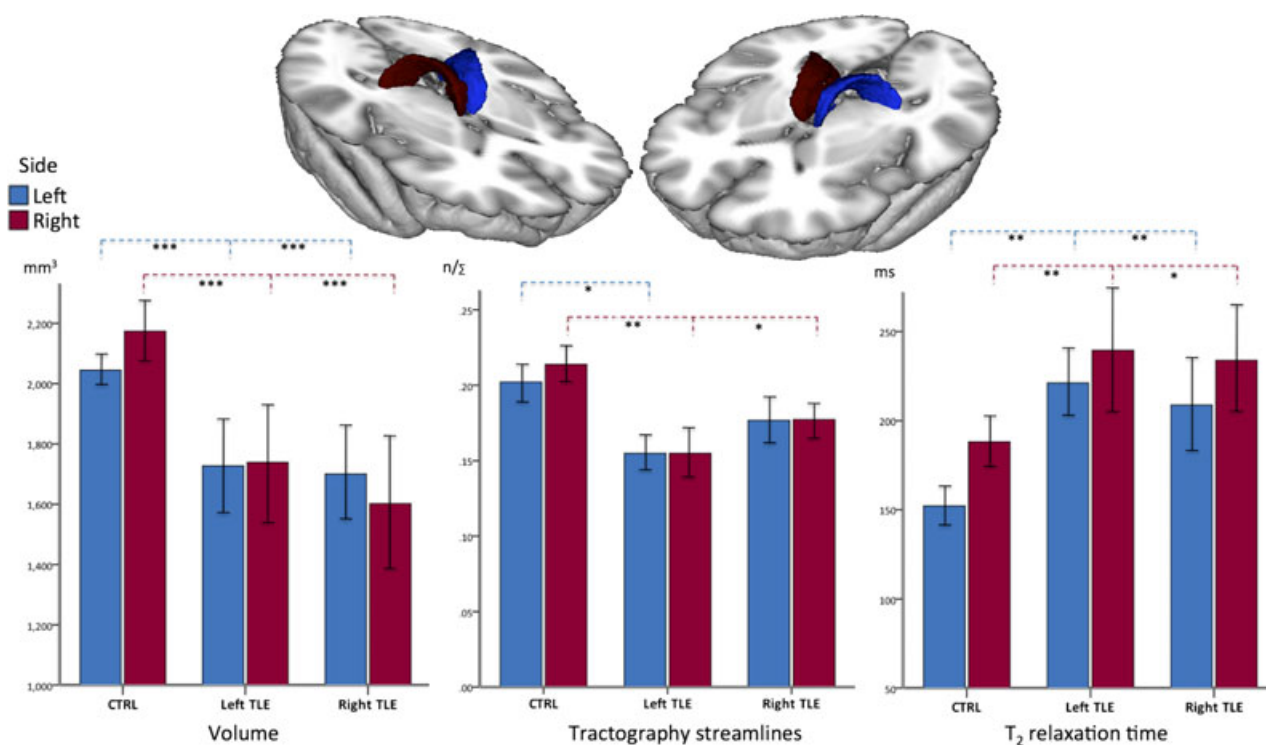 Side
Left
Right
*** ***
*** ***
mm³
2,200
2,000
1,800
1,600
1,400
1,200
1,000
CTRL
Left TLE
Right TLE
Volume
*
** *
n/Σ
.25
.20
.15
.10
.05
.00
CTRL
Left TLE
Right TLE
Tractography streamlines
** **
** *
ms
250
200
150
100
50
CTRL
Left TLE
Right TLE
T₂ relaxation time